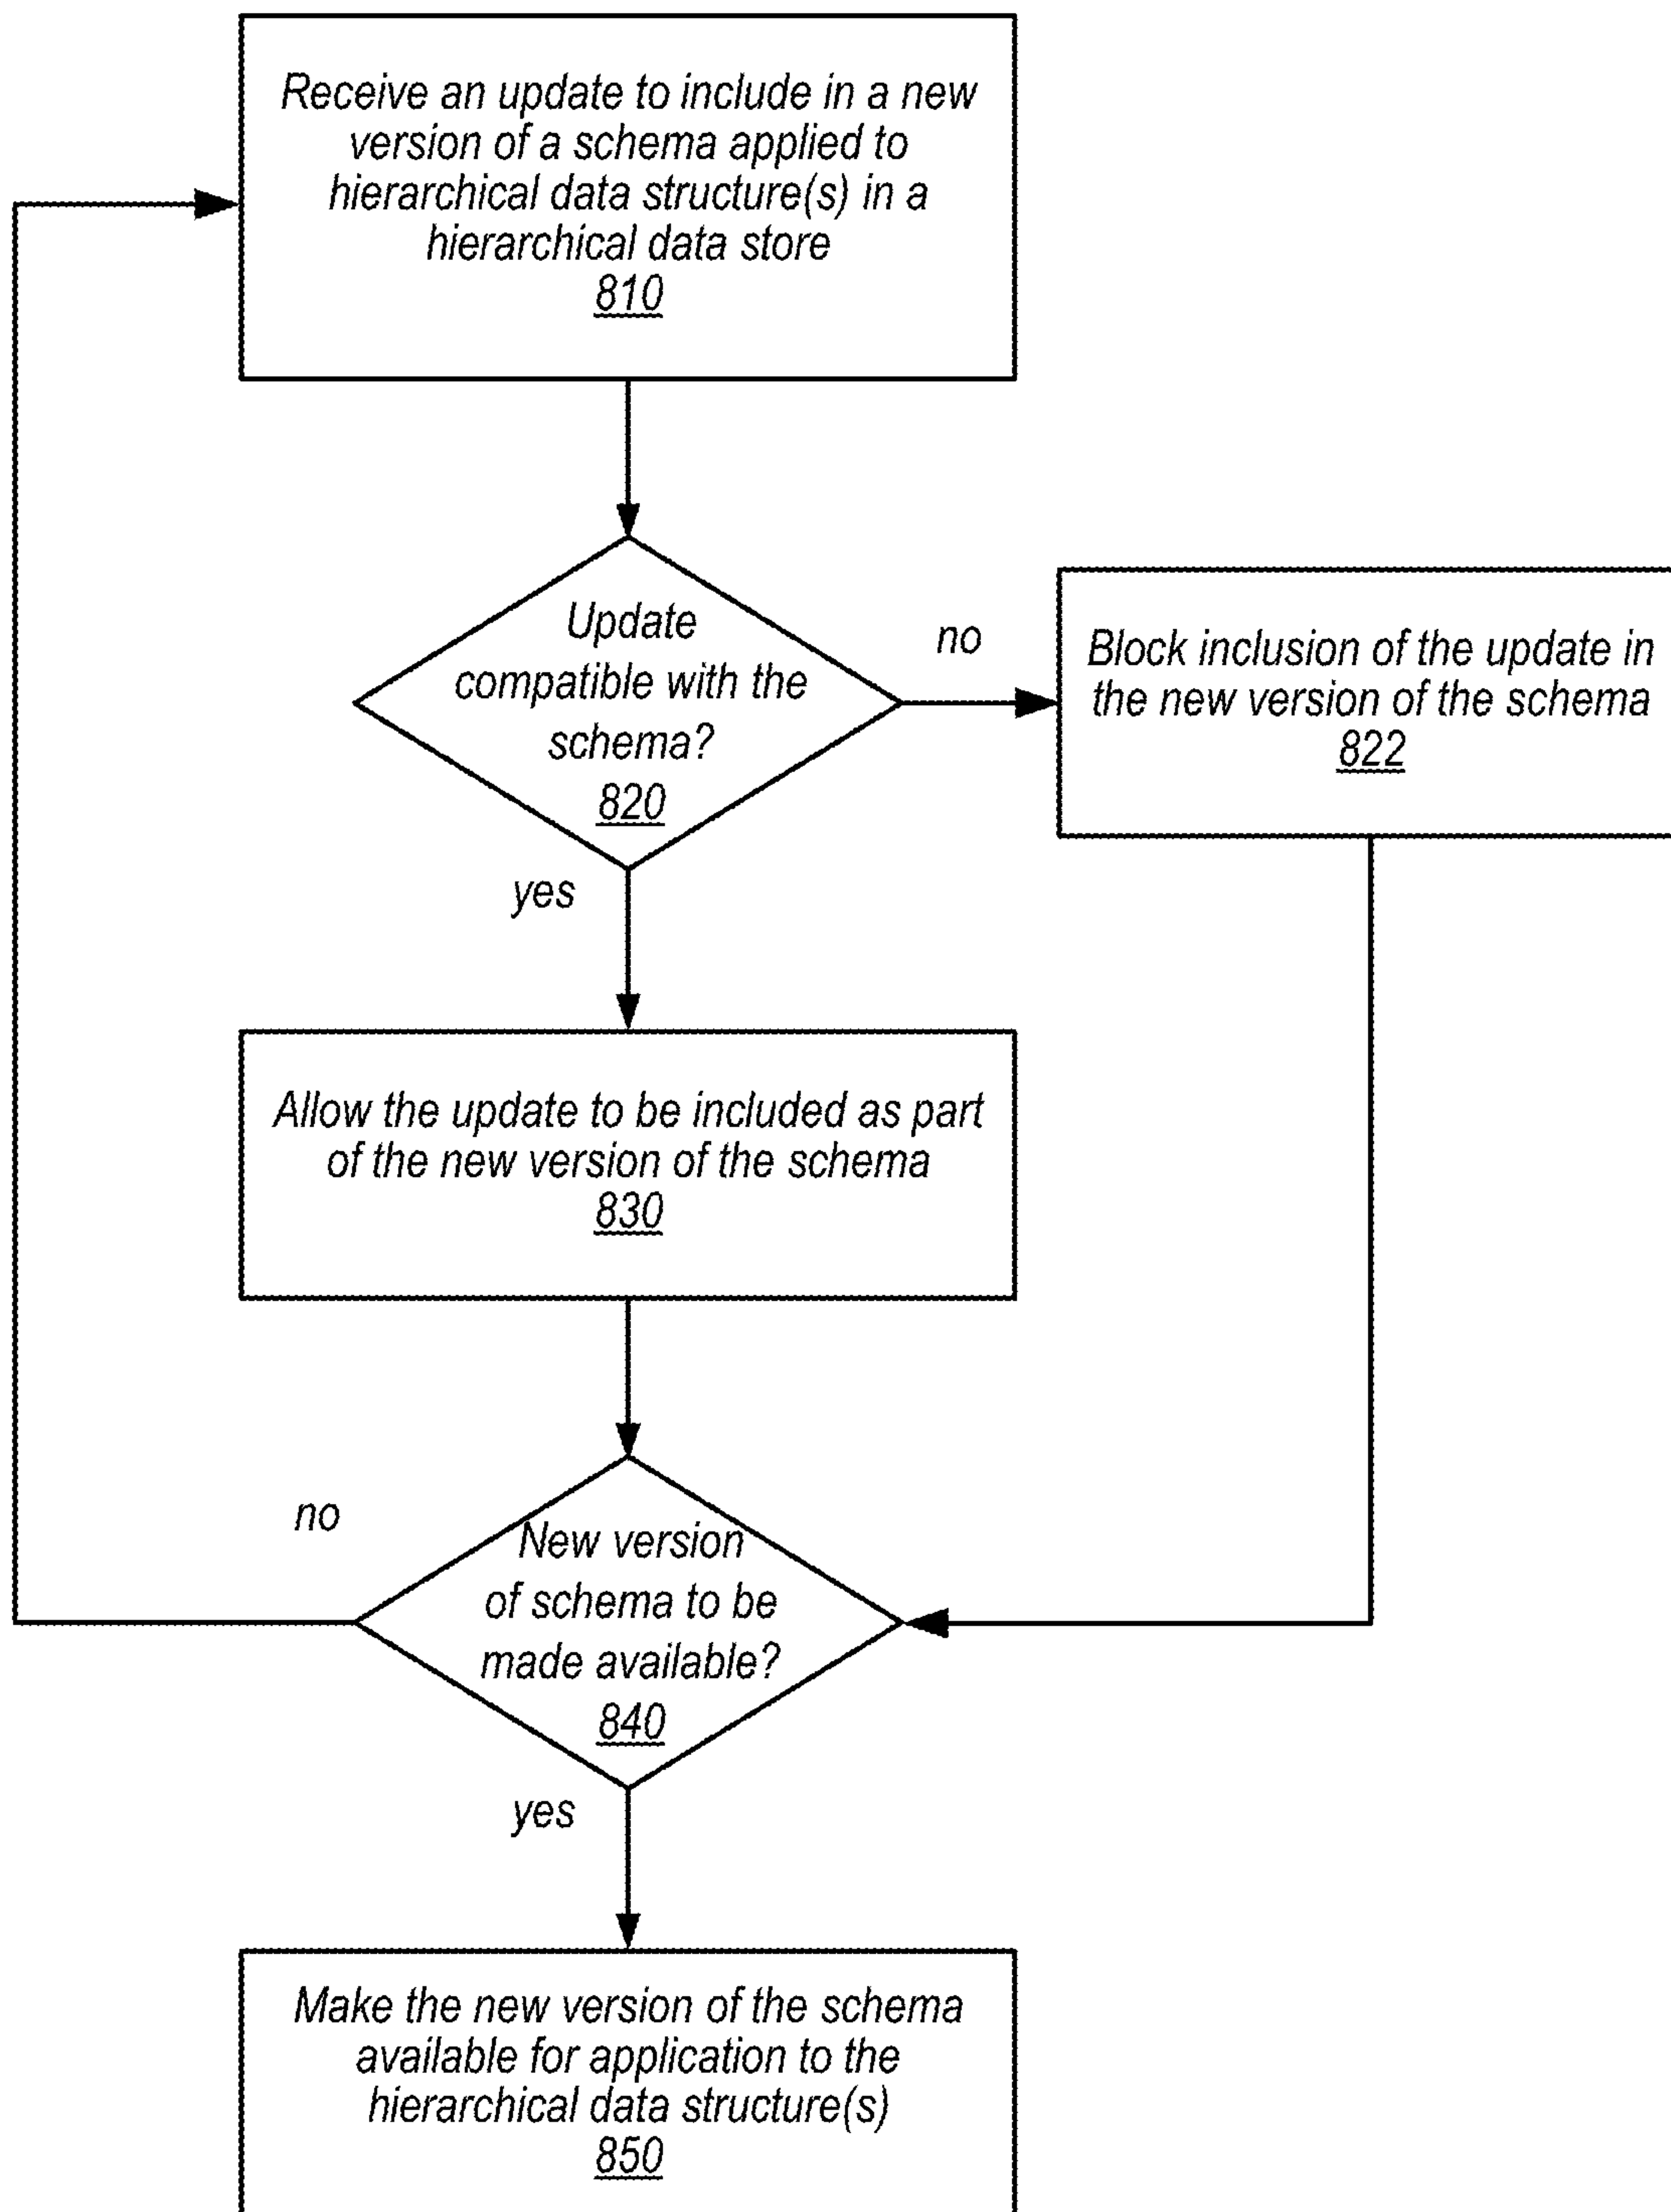 Receive an update to include in a new
version of a schema applied to
hierarchical data structure(s) in a
hierarchical data store
810
Update
compatible with the
schema?
820
no
Block inclusion of the update in
the new version of the schema
822
yes
Allow the update to be included as part
of the new version of the schema
830
no
New version
of schema to be
made available?
840
yes
Make the new version of the schema
available for application to the
hierarchical data structure(s)
850